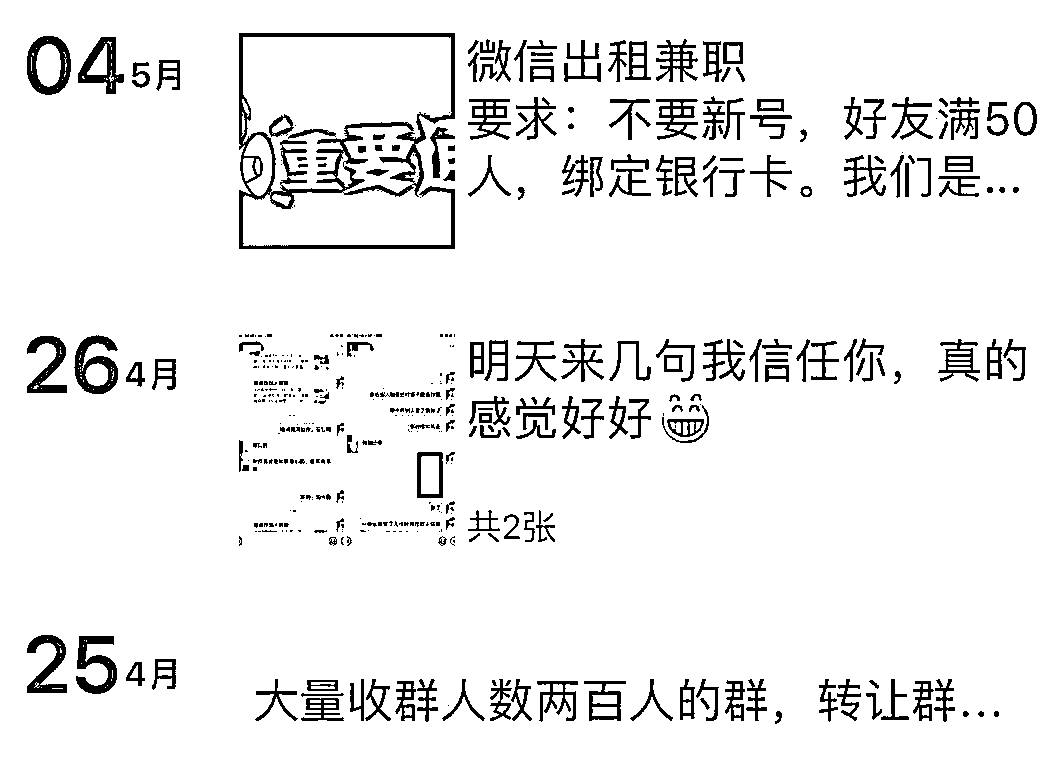 04 5月
重要
微信出租兼职
要求：不要新号，好友满50
人，绑定银行卡。我们是...
26 4月
明天来几句我信任你，真的
感觉好好😁
共2张
25 4月
大量收群人数两百人的群，转让群...